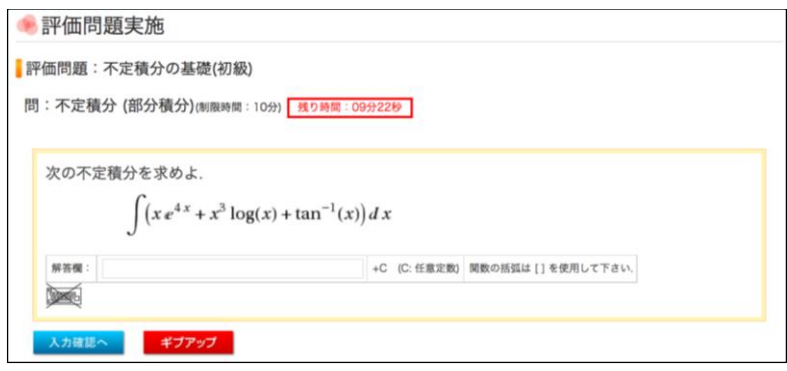 評価問題実施
評価問題：不定積分の基礎(初級)
問：不定積分 (部分積分)(制限時間：10分) 残り時間：09分22秒
次の不定積分を求めよ.
∫(x e^{4x} + x^3 log(x) + tan^{-1}(x)) d x
解答欄： +C (C: 任意定数) 関数の括弧は [ ] を使用して下さい.
入力確認へ ギブアップ